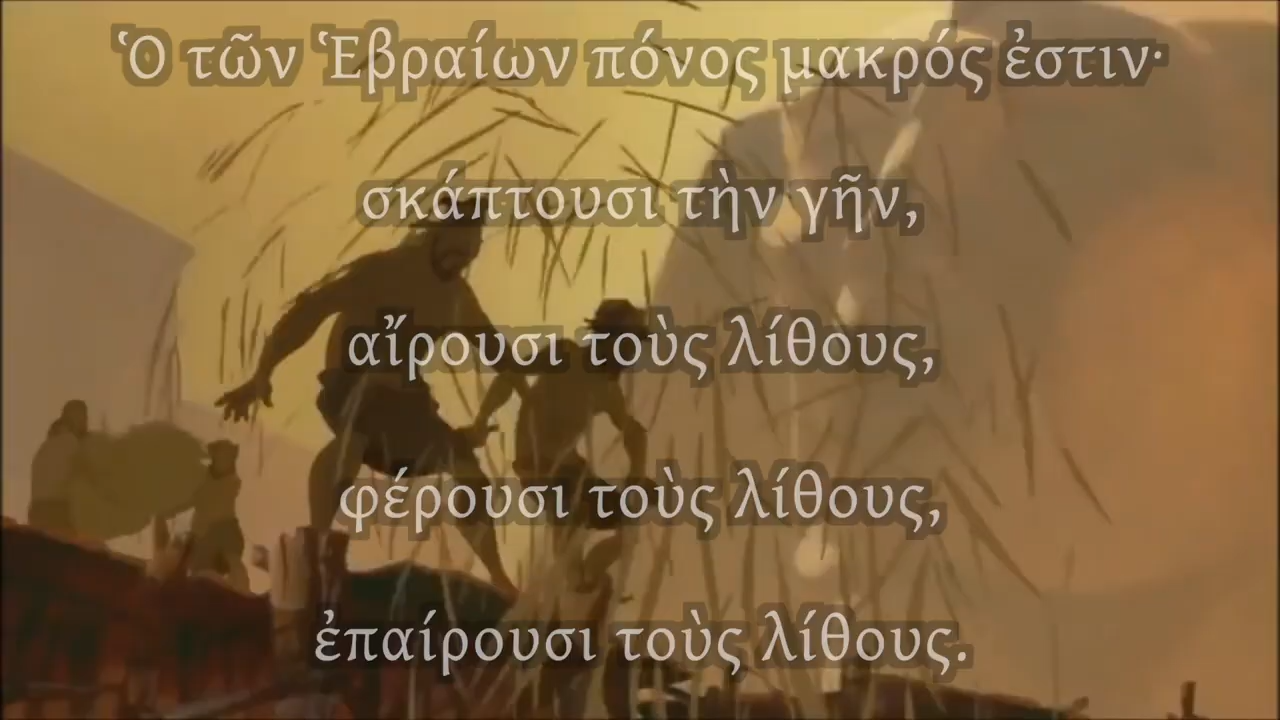 Ὁ τῶν Ἑβραίων πόνος μακρός ἐστιν·
σκάπτουσι τὴν γῆν,
αἴρουσι τοὺς λίθους,
φέρουσι τοὺς λίθους,
ἐπαίρουσι τοὺς λίθους.